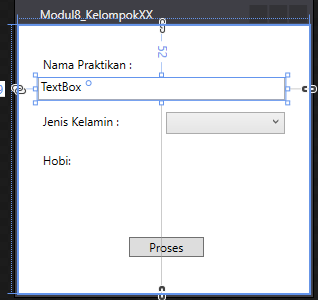 Modul8_KelompokXX
52
Nama Praktikan :
TextBox
Jenis Kelamin :
Hobi:
Proses